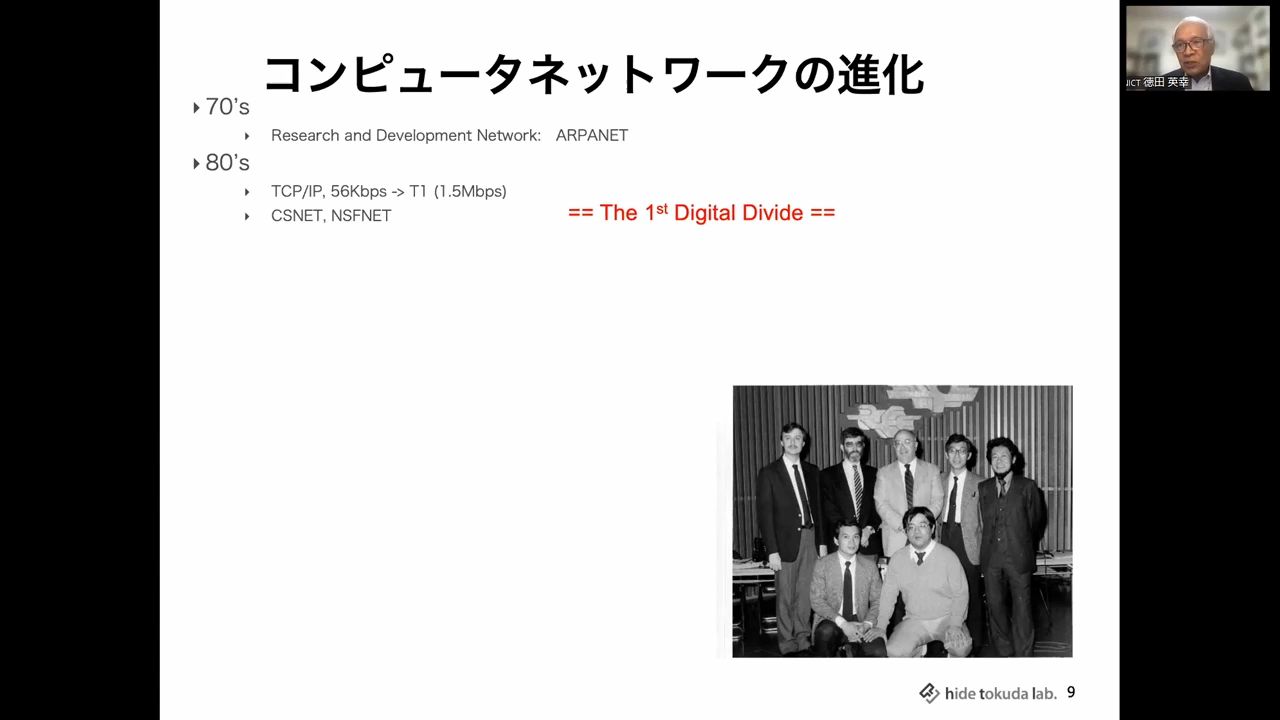 コンピュータネットワークの進化
70's
Research and Development Network: ARPANET
80's
TCP/IP, 56Kbps -> T1 (1.5Mbps)
CSNET, NSFNET
== The 1st Digital Divide ==
hide tokuda lab. 9
NICT 徳田 英幸